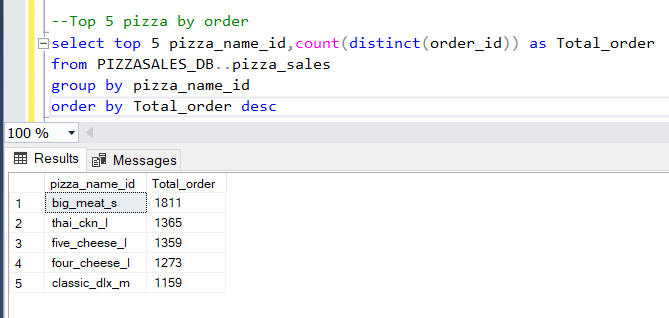 --Top 5 pizza by order
select top 5 pizza_name_id,count(distinct(order_id)) as Total_order
from PIZZASALES_DB..pizza_sales
group by pizza_name_id
order by Total_order desc
100 %
Results Messages
pizza_name_id Total_order
1 big_meat_s 1811
2 thai_ckn_l 1365
3 five_cheese_l 1359
4 four_cheese_l 1273
5 classic_dlx_m 1159